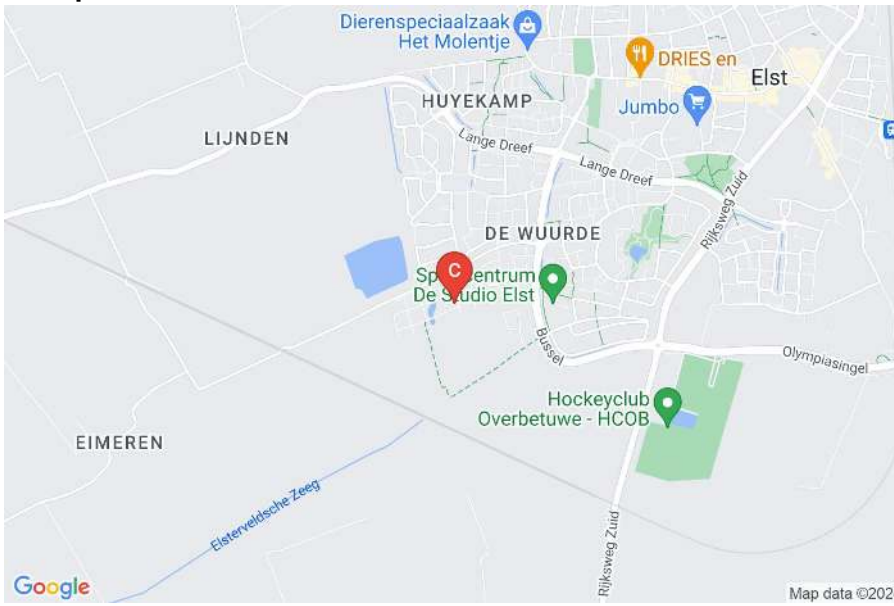 Dierenspeciaalzaak
Het Molentje
DRIES en
Elst
HUYEKAMP
Jumbo
LIJNDEN
Lange Dreef
Lange Dreef
Rijksweg Zuid
DE WUURDE
C
De Studio Elst
Bussel
Olympiasingel
Hockeyclub
Overbetuwe - HCOB
EIMEREN
Elsterveldsche Zeeg
Rijksweg Zuid
Google
Map data ©202